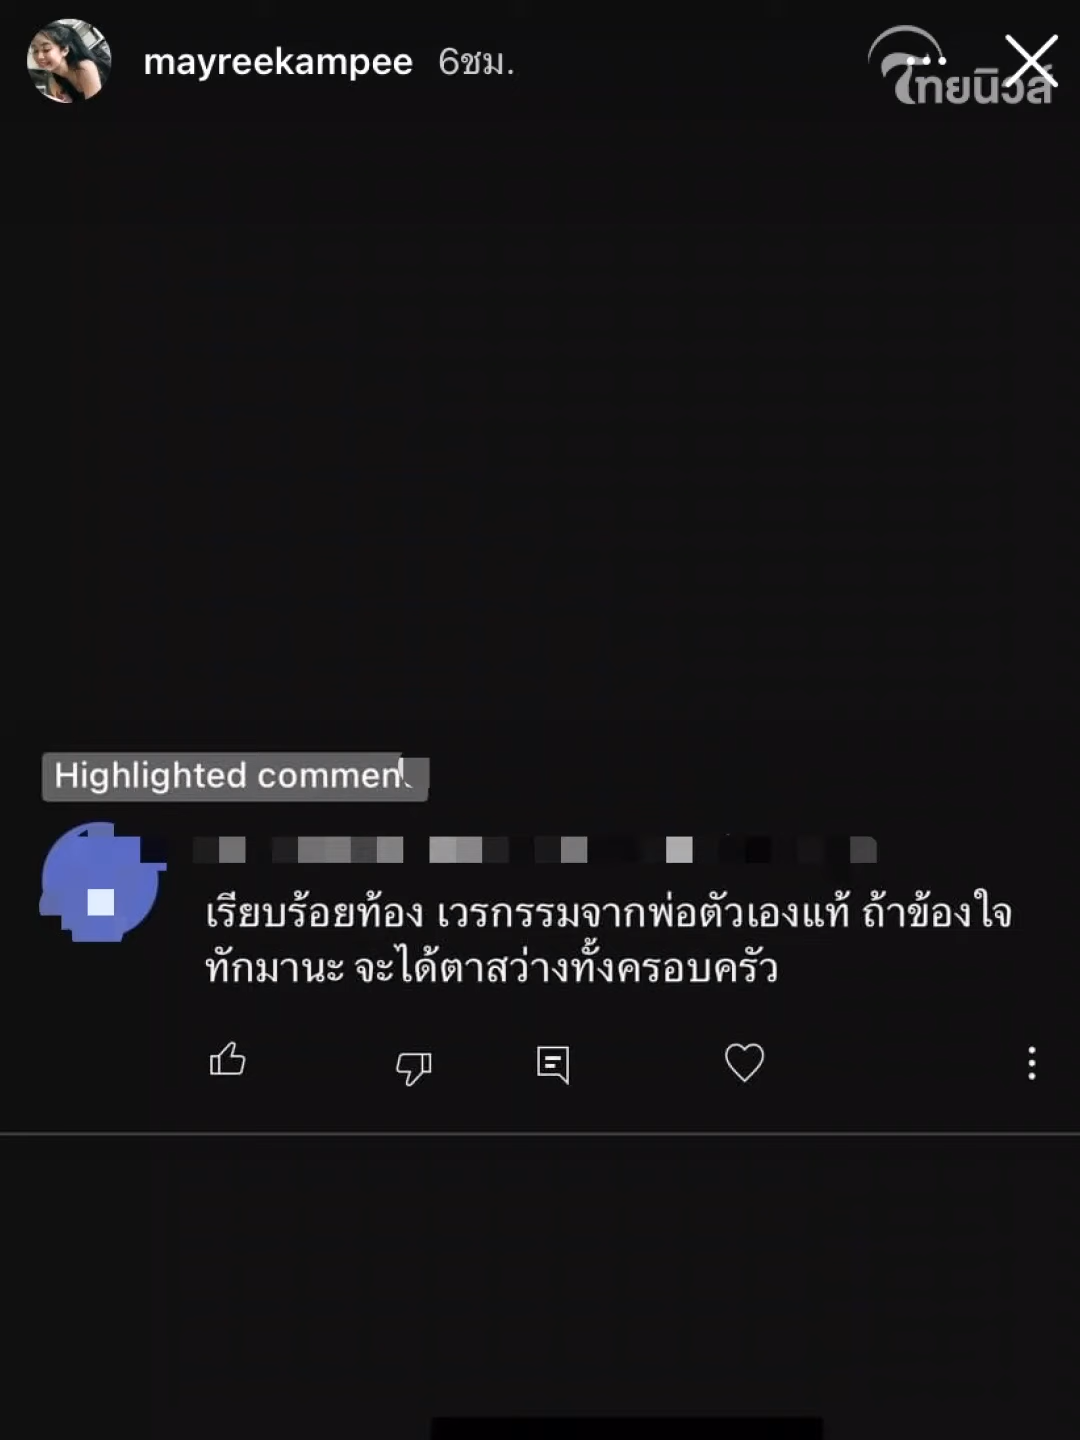 mayreekampee 6ชม.
ไทยนิวส์
Highlighted comment
เรียบร้อยท้อง เวรกรรมจากพ่อตัวเองแท้ ถ้าข้องใจ
ทักมานะ จะได้ตาสว่างทั้งครอบครัว